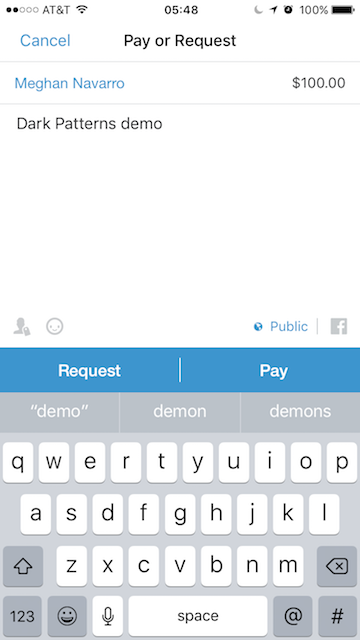 AT&T 05:48 100%
Cancel Pay or Request
Meghan Navarro $100.00
Dark Patterns demo
Public
Request Pay
“demo” demon demons
q w e r t y u i o p
a s d f g h j k l
z x c v b n m
123 space @ #